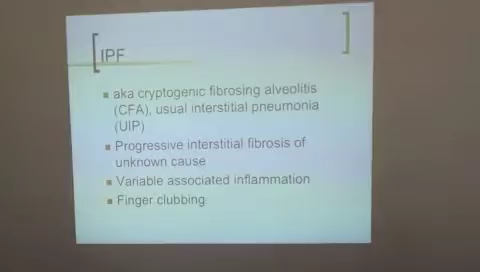 IPF
aka cryptogenic fibrosing alveolitis
(CFA), usual interstitial pneumonia
(UIP)
Progressive interstitial fibrosis of
unknown cause
Variable associated inflammation
Finger clubbing